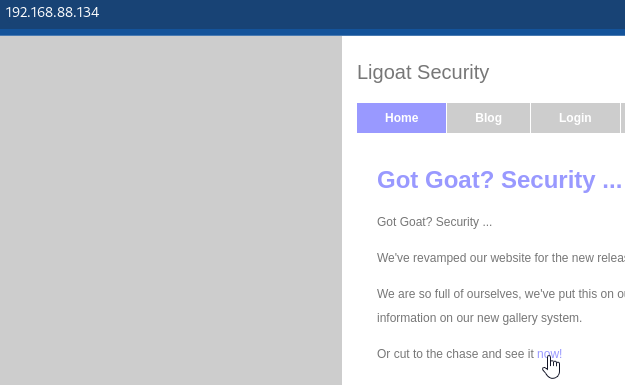 192.168.88.134
Ligoat Security
Home Blog Login
Got Goat? Security ...
Got Goat? Security ...
We've revamped our website for the new
We are so full of ourselves, we've put this on
information on our new gallery system.
Or cut to the chase and see it now!